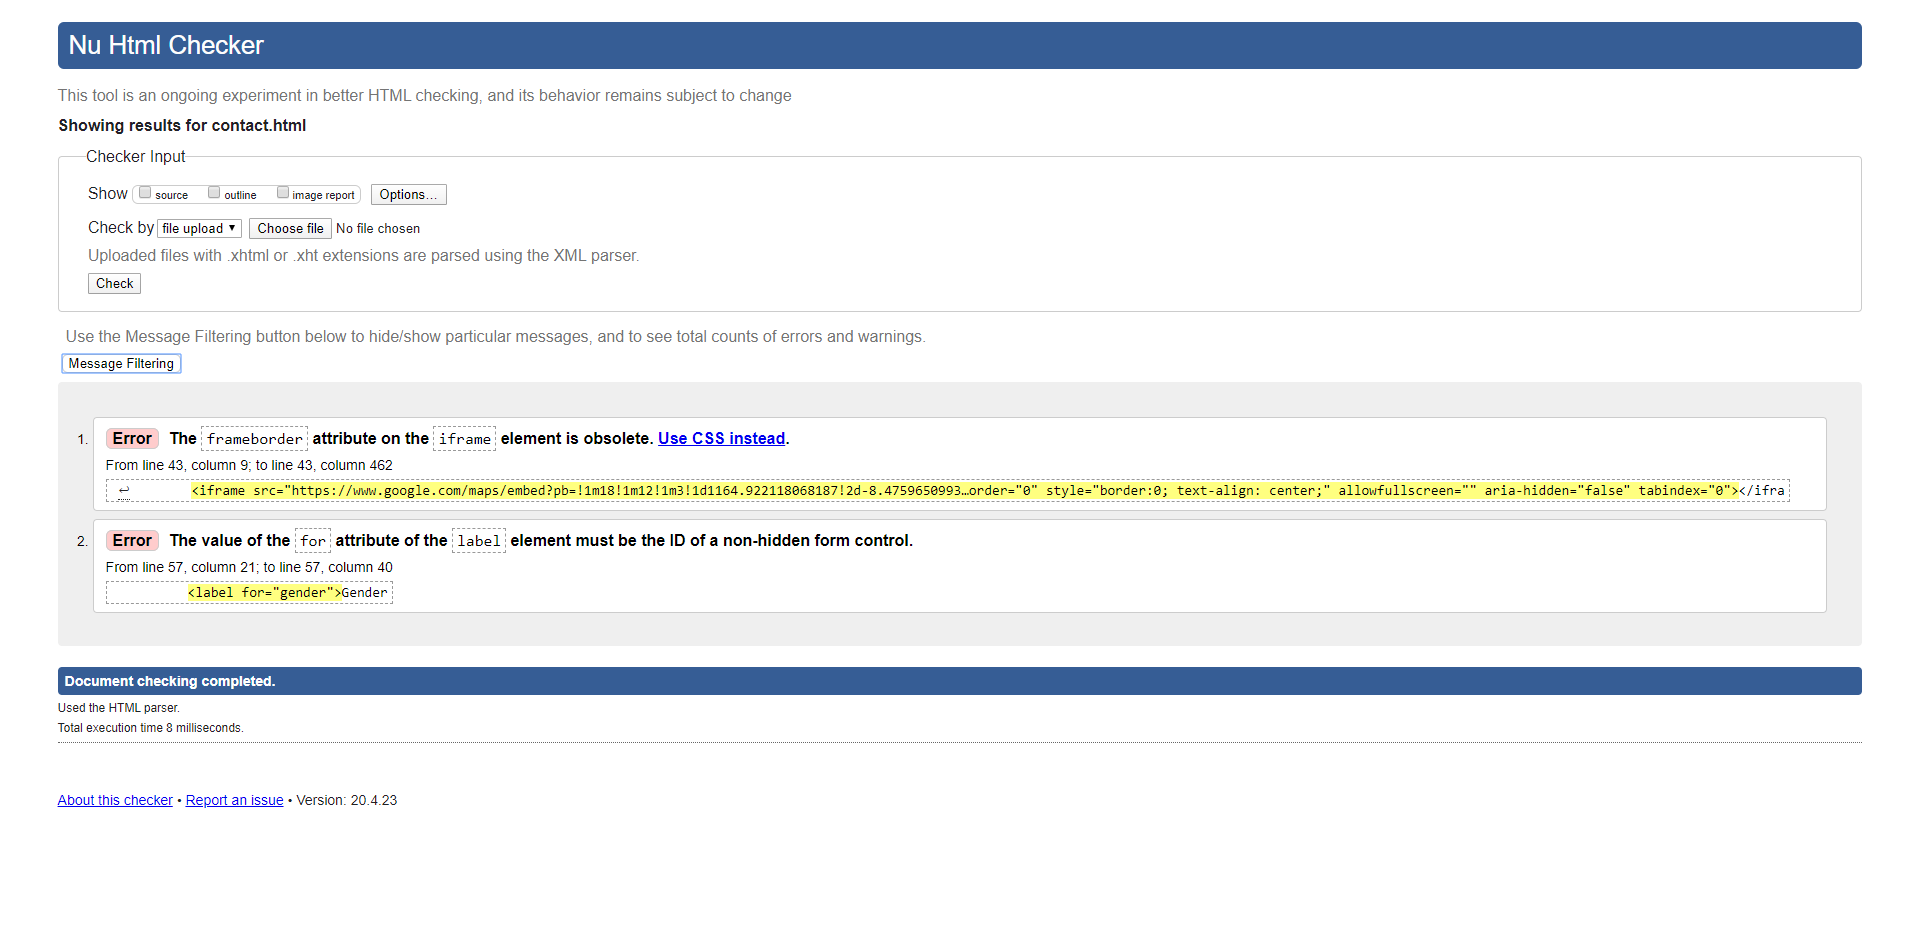 Nu Html Checker
This tool is an ongoing experiment in better HTML checking, and its behavior remains subject to change
Showing results for contact.html
Checker Input
Show source outline image report Options...
Check by file upload ▼ Choose file No file chosen
Uploaded files with .xhtml or .xht extensions are parsed using the XML parser.
Check
Use the Message Filtering button below to hide/show particular messages, and to see total counts of errors and warnings.
Message Filtering
1. Error The frameborder attribute on the iframe element is obsolete. Use CSS instead.
From line 43, column 9; to line 43, column 462
↩ <iframe src="https://www.google.com/maps/embed?pb=!1m18!1m12!1m3!1d1164.922118068187!2d-8.4759650993…order="0" style="border:0; text-align: center;" allowfullscreen="" aria-hidden="false" tabindex="0"></ifra
2. Error The value of the for attribute of the label element must be the ID of a non-hidden form control.
From line 57, column 21; to line 57, column 40
<label for="gender">Gender
Document checking completed.
Used the HTML parser.
Total execution time 8 milliseconds.
About this checker • Report an issue • Version: 20.4.23